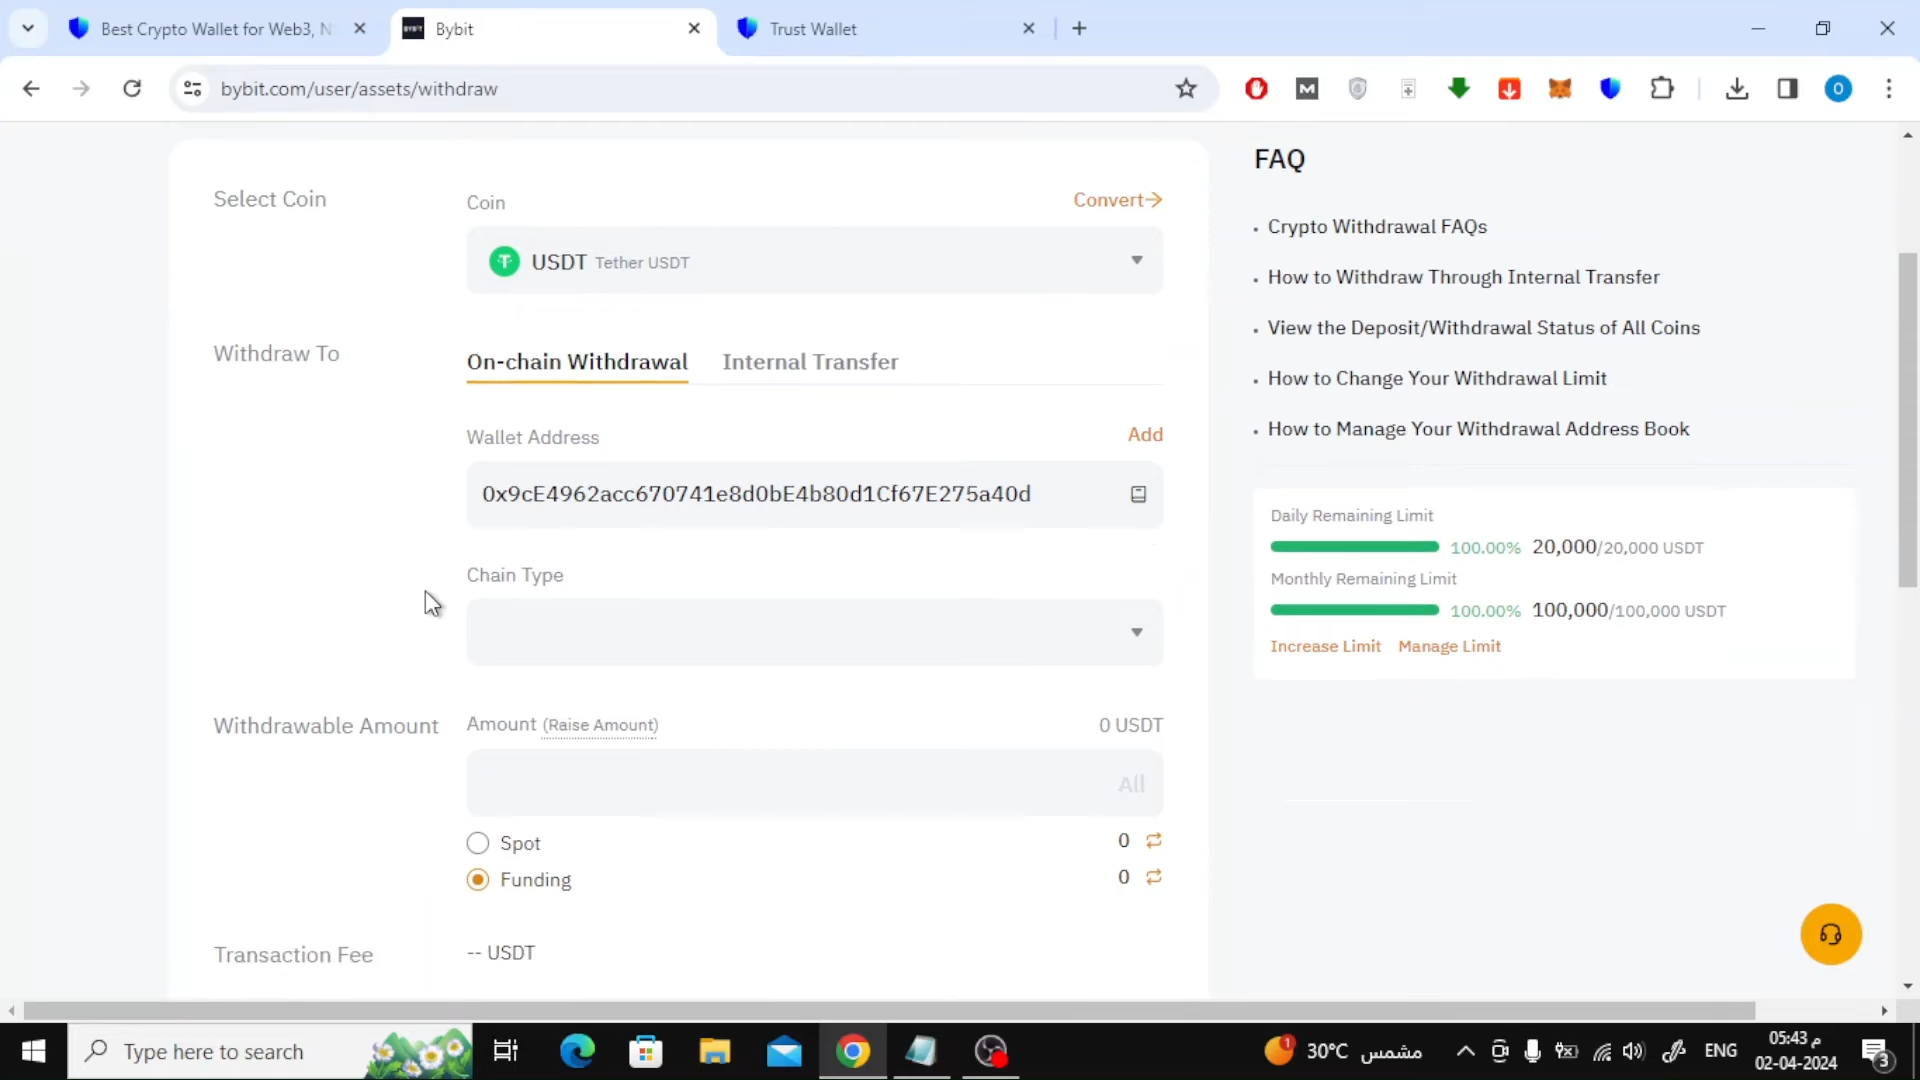 Best Crypto Wallet for Web3, N
Bybit
Trust Wallet
bybit.com/user/assets/withdraw
Select Coin
Coin
Convert
USDT Tether USDT
Withdraw To
On-chain Withdrawal
Internal Transfer
Wallet Address
Add
0x9cE4962acc670741e8d0bE4b80d1Cf67E275a40d
Chain Type
Withdrawable Amount
Amount (Raise Amount)
0 USDT
All
Spot
0
Funding
0
Transaction Fee
-- USDT
FAQ
Crypto Withdrawal FAQs
How to Withdraw Through Internal Transfer
View the Deposit/Withdrawal Status of All Coins
How to Change Your Withdrawal Limit
How to Manage Your Withdrawal Address Book
Daily Remaining Limit
100.00% 20,000/20,000 USDT
Monthly Remaining Limit
100.00% 100,000/100,000 USDT
Increase Limit Manage Limit
Type here to search
1
30°C مشمس
ENG
05:43 م
02-04-2024
3